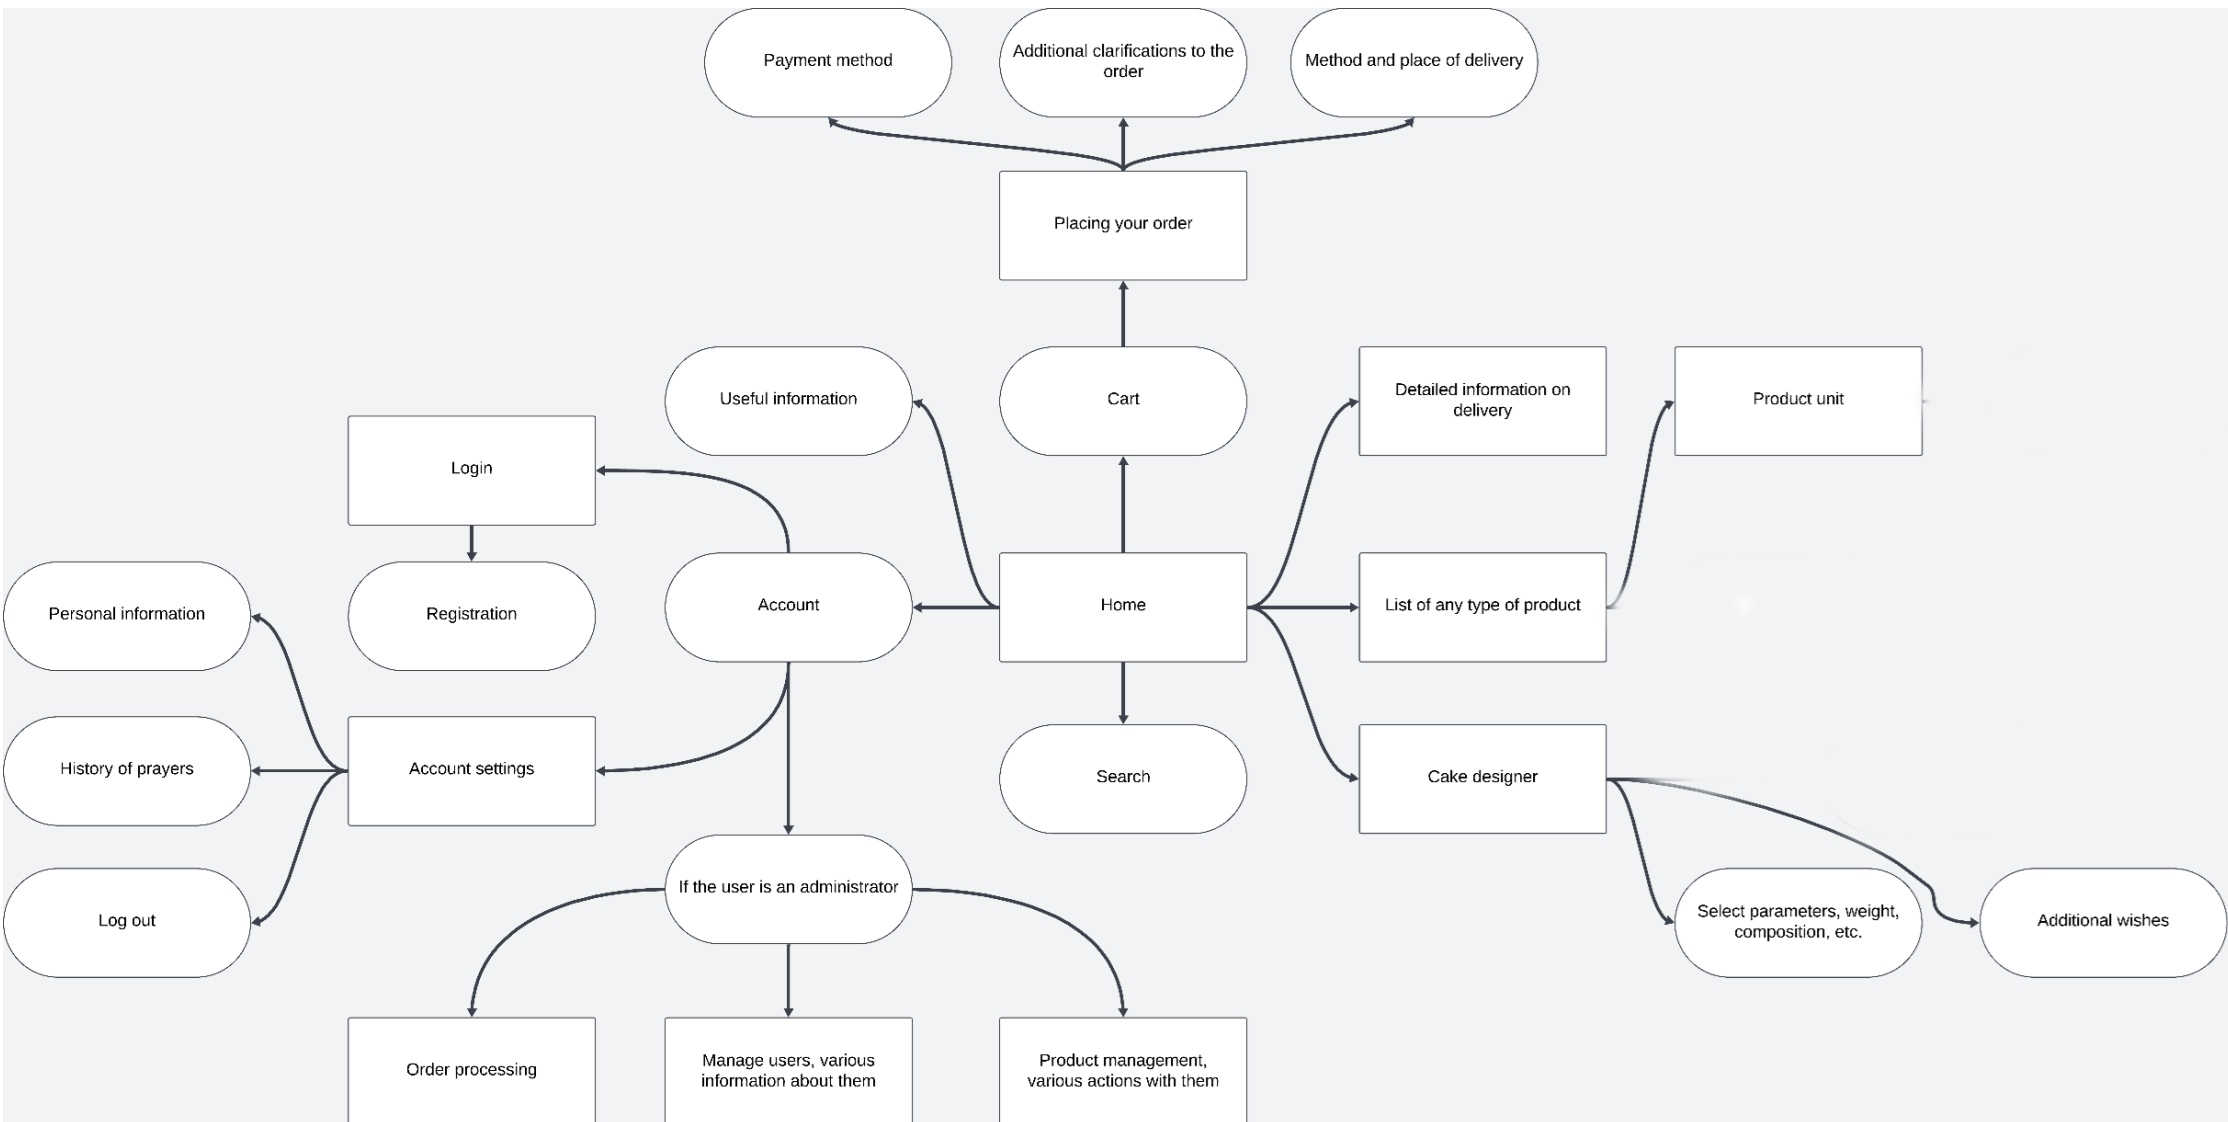 Payment method
Additional clarifications to the
order
Method and place of delivery
Placing your order
Useful information
Cart
Detailed information on
delivery
Product unit
Login
Personal information
Registration
Account
Home
List of any type of product
History of prayers
Account settings
Search
Cake designer
If the user is an administrator
Log out
Select parameters, weight,
composition, etc.
Additional wishes
Order processing
Manage users, various
information about them
Product management,
various actions with them